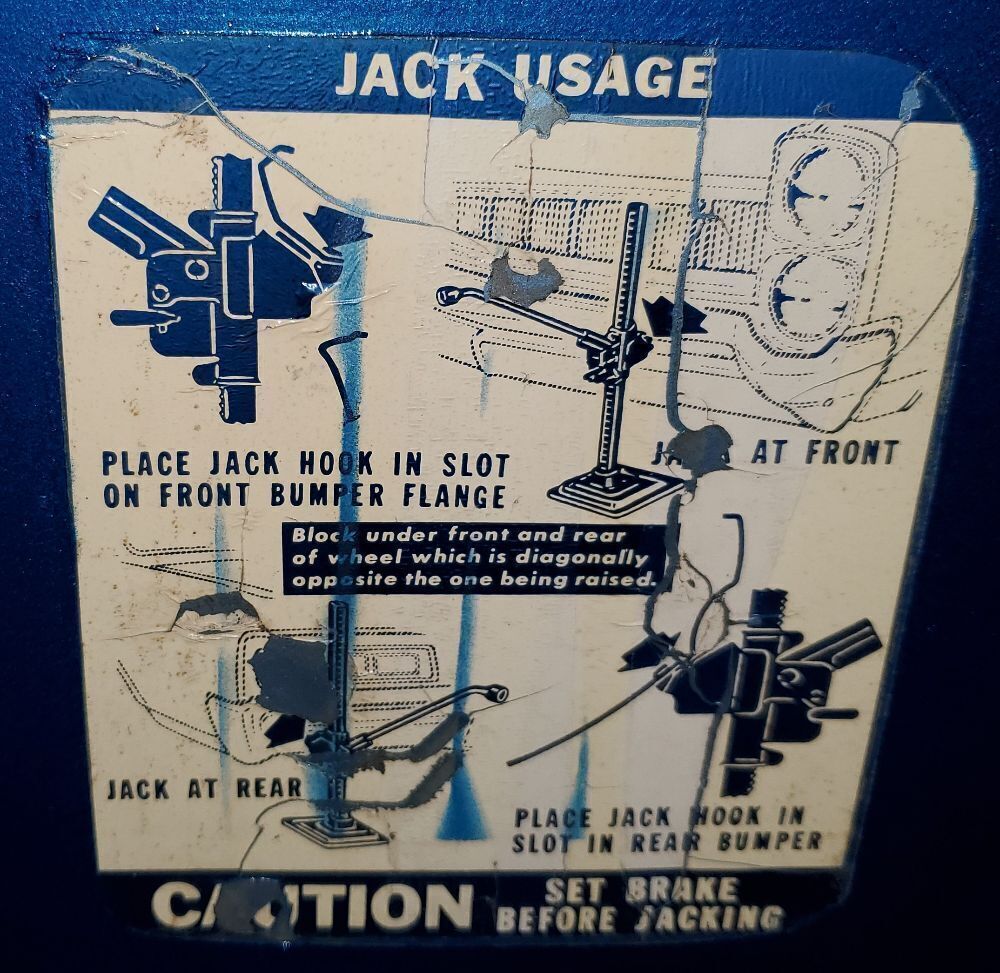 JACK USAGE
PLACE JACK HOOK IN SLOT
ON FRONT BUMPER FLANGE
JACK AT FRONT
Block under front and rear
of wheel which is diagonally
opposite the one being raised.
JACK AT REAR
PLACE JACK HOOK IN
SLOT IN REAR BUMPER
CAUTION
SET BRAKE
BEFORE JACKING